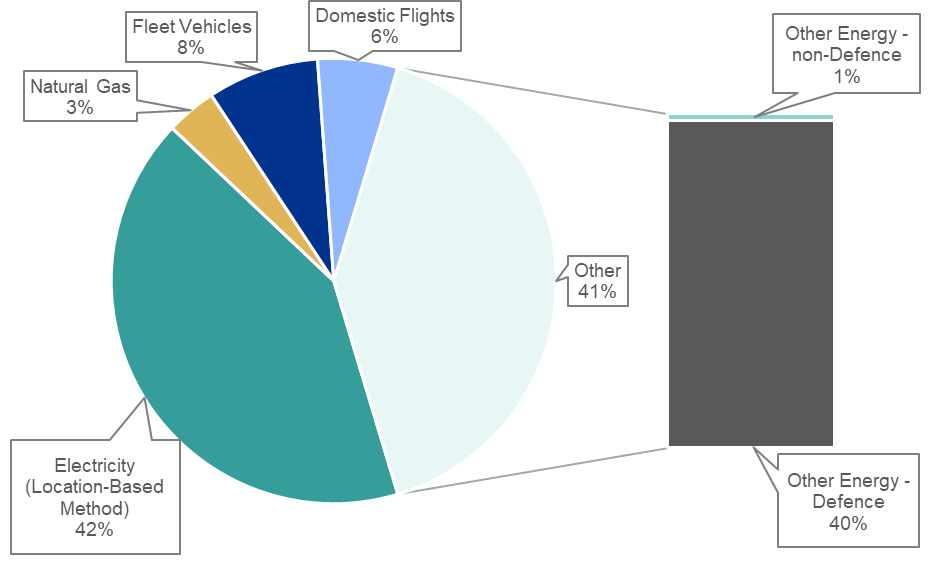 Fleet Vehicles
8%
Domestic Flights
6%
Other Energy -
non-Defence
1%
Natural Gas
3%
Other
41%
Electricity
(Location-Based
Method)
42%
Other Energy -
Defence
40%